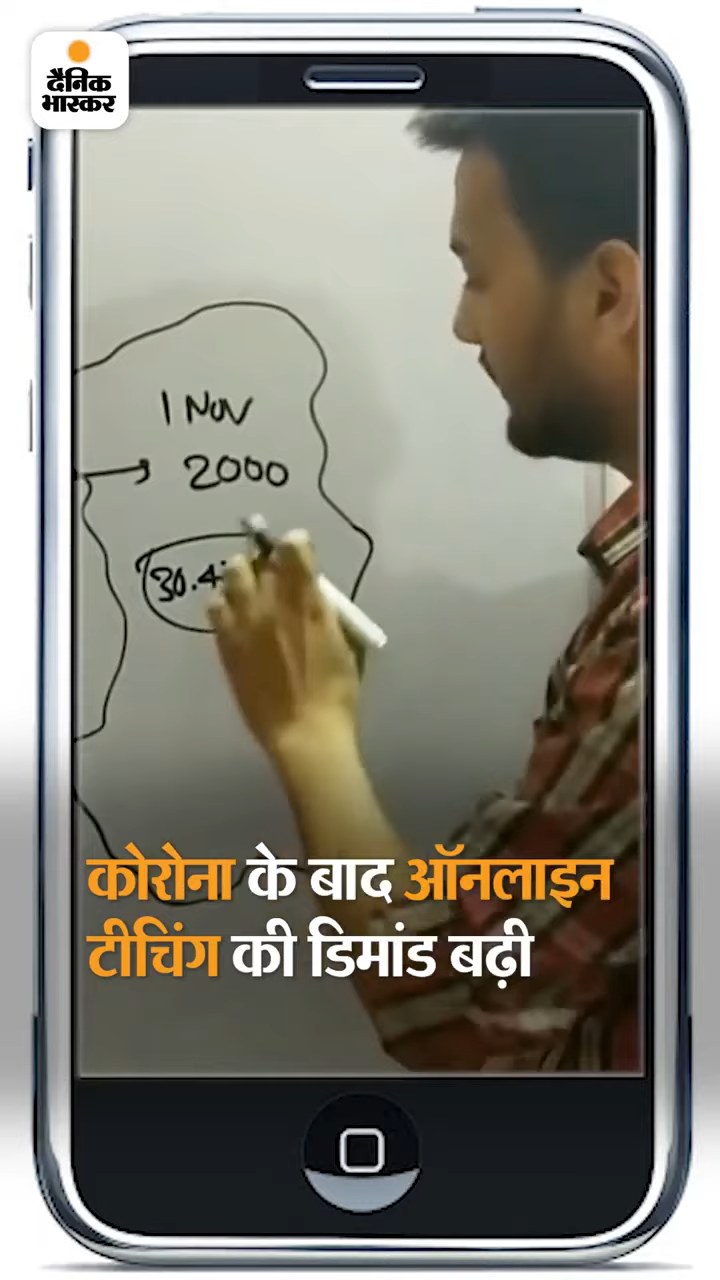 दैनिक
भास्कर
1 Nov
2000
कोरोना के बाद ऑनलाइन
टीचिंग की डिमांड बढ़ी